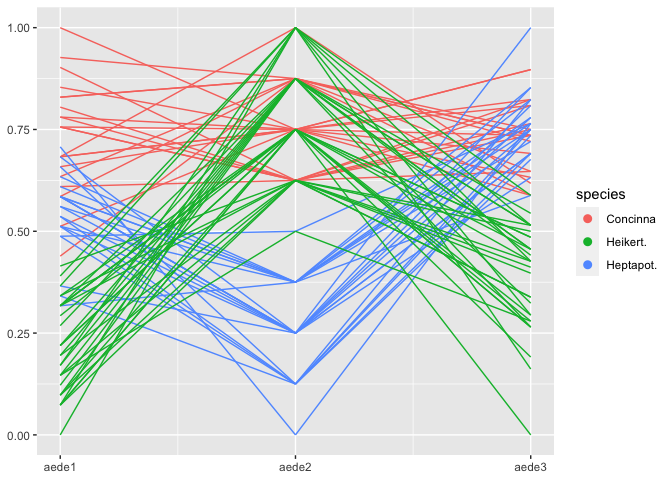 1.00
0.75
0.50
0.25
0.00
aede1
aede2
aede3
species
Concinna
Heikert.
Heptapot.